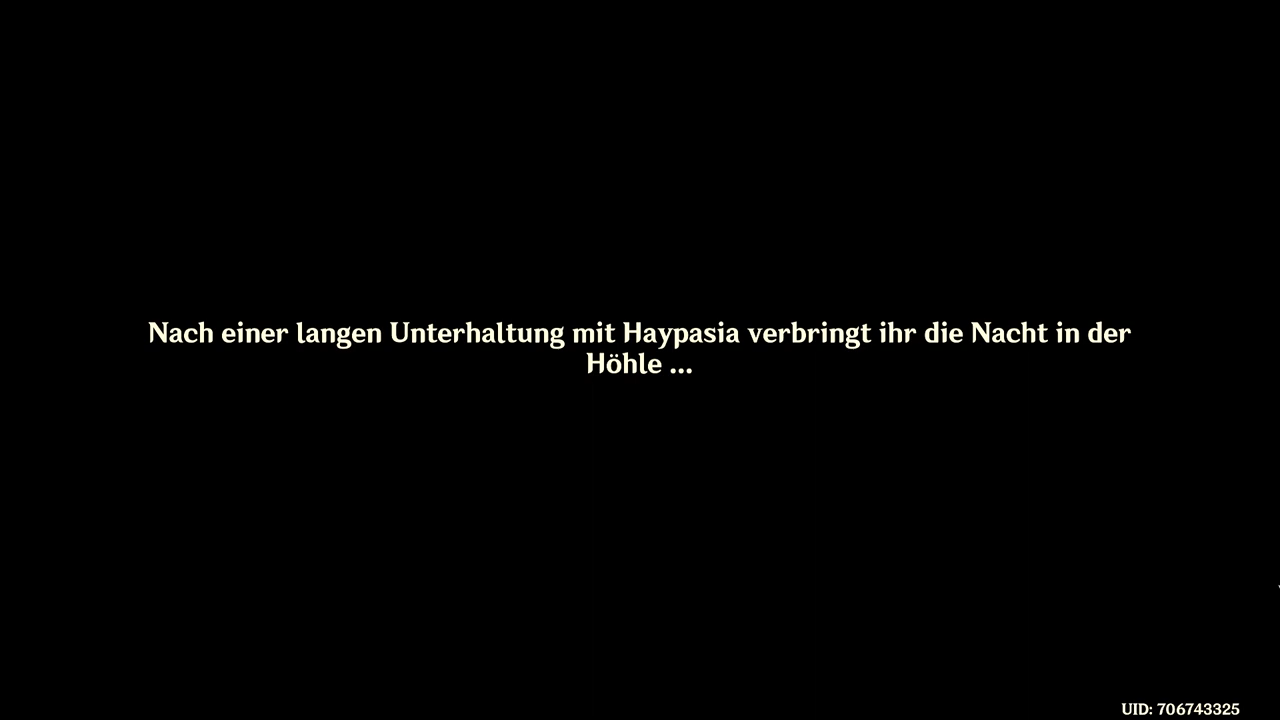 Nach einer langen Unterhaltung mit Haypasia verbringt ihr die Nacht in der
Höhle ...
UID: 706743325